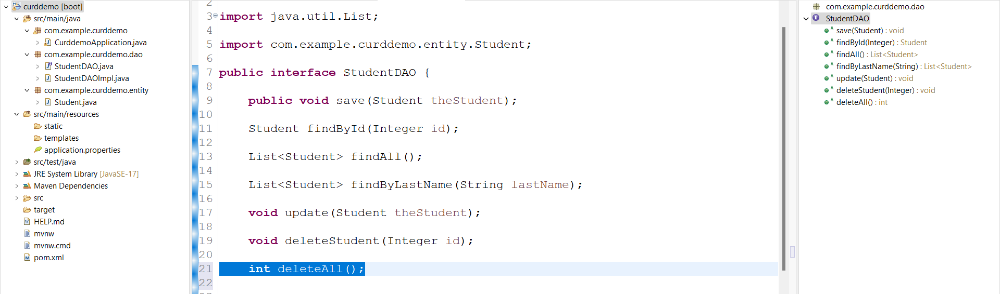 curddemo [boot]
src/main/java
com.example.curddemo
CurddemoApplication.java
com.example.curddemo.dao
StudentDAO.java
StudentDAOImpl.java
com.example.curddemo.entity
Student.java
src/main/resources
static
templates
application.properties
src/test/java
JRE System Library [JavaSE-17]
Maven Dependencies
src
target
HELP.md
mvnw
mvnw.cmd
pom.xml
2
3 import java.util.List;
4
5 import com.example.curddemo.entity.Student;
6
7 public interface StudentDAO {
8
9 public void save(Student theStudent);
10
11 Student findById(Integer id);
12
13 List<Student> findAll();
14
15 List<Student> findByLastName(String lastName);
16
17 void update(Student theStudent);
18
19 void deleteStudent(Integer id);
20
21 int deleteAll();
22
com.example.curddemo.dao
StudentDAO
save(Student) : void
findById(Integer) : Student
findAll() : List<Student>
findByLastName(String) : List<Student>
update(Student) : void
deleteStudent(Integer) : void
deleteAll() : int